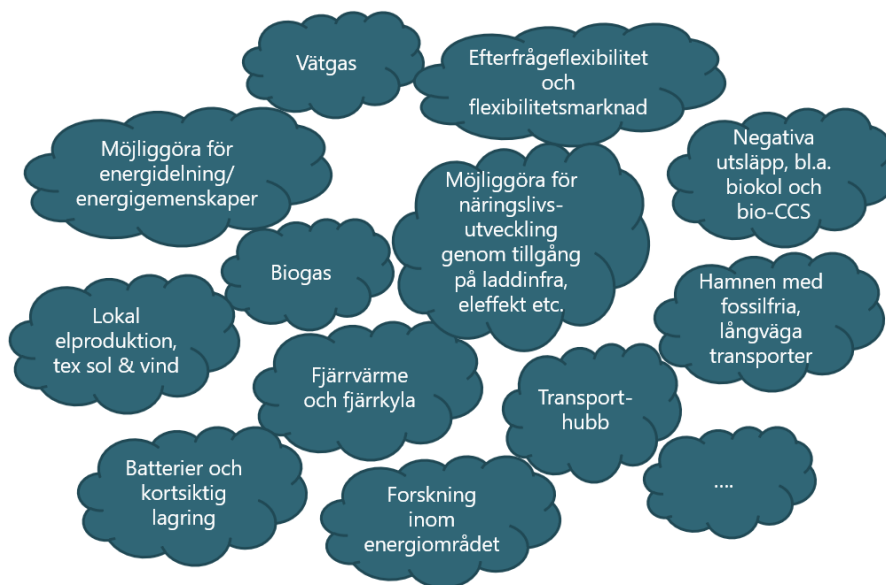 Vätgas
Efterfrågeflexibilitet
och
flexibilitetsmarknad
Möjliggöra för
energidelning/
energigemenskaper
Möjliggöra för
näringslivs-
utveckling
genom tillgång
på laddinfra,
eleffekt etc.
Negativa
utsläpp, bl.a.
biokol och
bio-CCS
Biogas
Lokal
elproduktion,
tex sol & vind
Hamnen med
fossilfria,
långväga
transporter
Fjärrvärme
och fjärrkyla
Transport-
hubb
Batterier och
kortsiktig
lagring
Forskning
inom
energiområdet
....